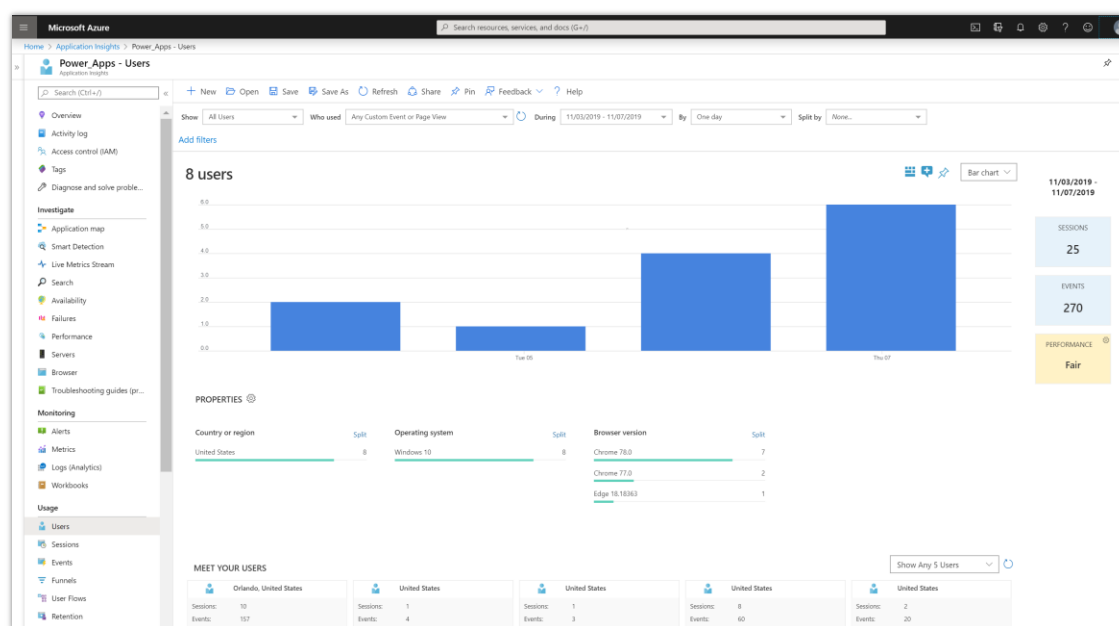 Microsoft Azure
Search resources, services, and docs (G+/)
Home > Application Insights > Power_Apps - Users
Power_Apps - Users
Application Insights
Search (Ctrl+/)
Overview
Activity log
Access control (IAM)
Tags
Diagnose and solve proble...
Investigate
Application map
Smart Detection
Live Metrics Stream
Search
Availability
Failures
Performance
Servers
Browser
Troubleshooting guides (pr...
Monitoring
Alerts
Metrics
Logs (Analytics)
Workbooks
Usage
Users
Sessions
Events
Funnels
User Flows
Retention
New Open Save Save As Refresh Share Pin Feedback Help
Show All Users Who used Any Custom Event or Page View During 11/03/2019 - 11/07/2019 By One day Split by None...
Add filters
8 users
Bar chart
6.0
5.0
4.0
3.0
2.0
1.0
0.0
Tue 05 Thu 07
11/03/2019 -
11/07/2019
SESSIONS
25
EVENTS
270
PERFORMANCE
Fair
PROPERTIES
Country or region Split
United States 8
Operating system Split
Windows 10 8
Browser version Split
Chrome 78.0 7
Chrome 77.0 2
Edge 18.18363 1
MEET YOUR USERS
Show Any 5 Users
Orlando, United States
Sessions: 10
Events: 157
United States
Sessions: 1
Events: 4
United States
Sessions: 1
Events: 3
United States
Sessions: 8
Events: 60
United States
Sessions: 2
Events: 20